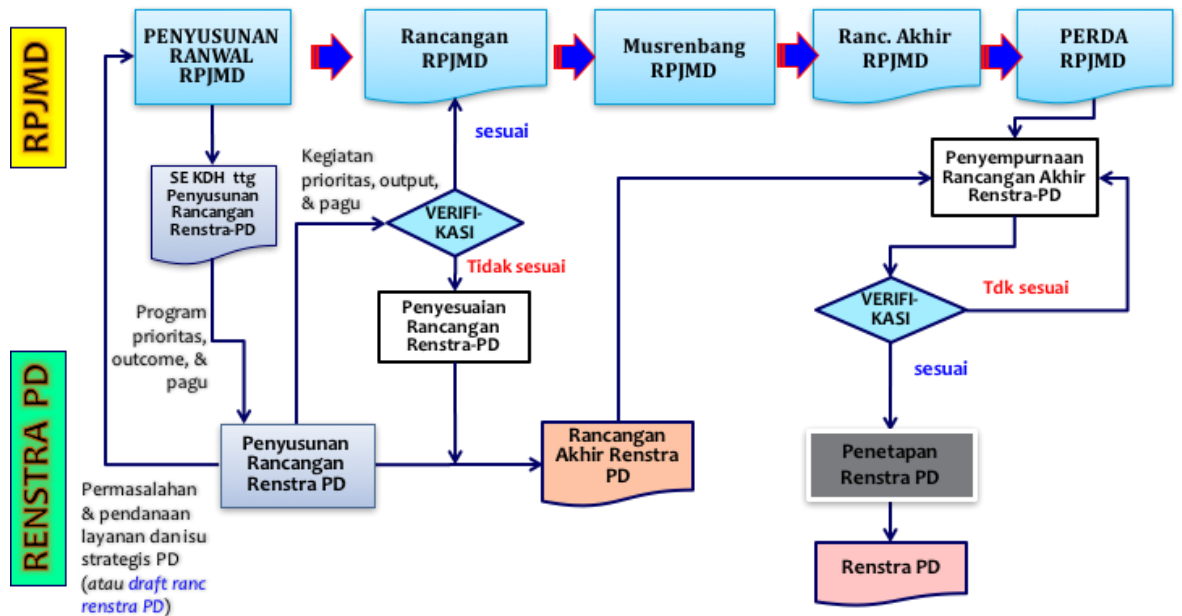 RPJMD
PENYUSUNAN
RANWAL
RPJMD
Rancangan
RPJMD
Musrenbang
RPJMD
Ranc. Akhir
RPJMD
PERDA
RPJMD
SE KDH ttg
Penyusunan
Rancangan
Renstra-PD
Kegiatan
prioritas, output,
& pagu
sesuai
VERIFI-
KASI
Tidak sesuai
Penyesuaian
Rancangan
Renstra-PD
Penyempurnaan
Rancangan Akhir
Renstra-PD
VERIFI-
KASI
Tdk sesuai
sesuai
Program
prioritas,
outcome, &
pagu
RENSTRA PD
Penyusunan
Rancangan
Renstra PD
Rancangan
Akhir Renstra
PD
Penetapan
Renstra PD
Renstra PD
Permasalahan
& pendanaan
layanan dan isu
strategis PD
(atau draft ranc
renstra PD)